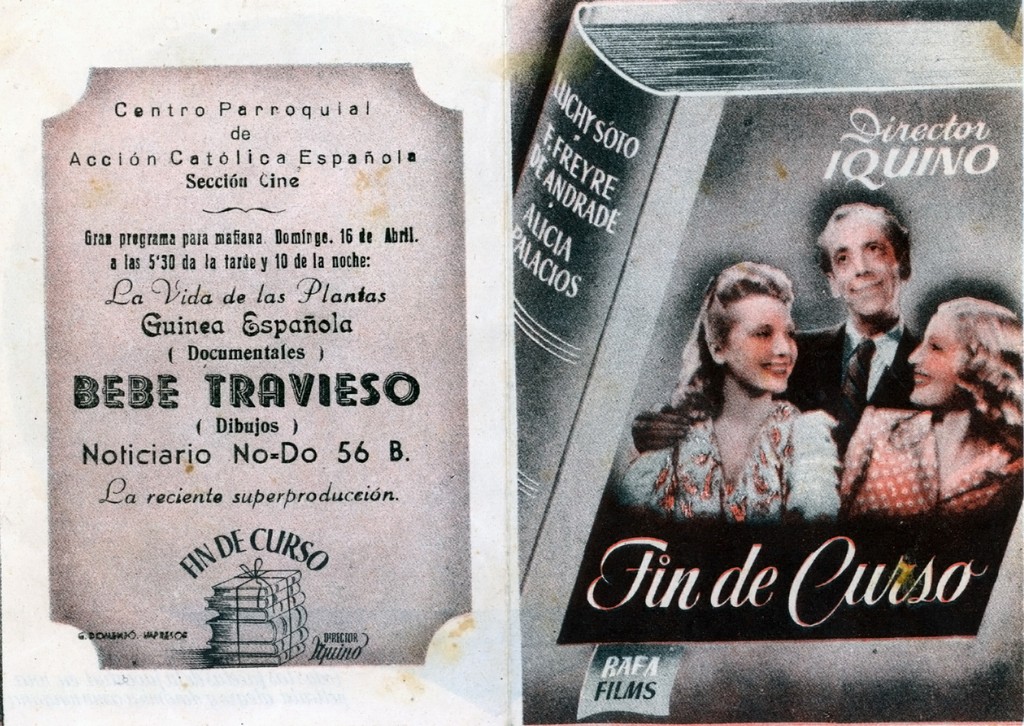 Centro Parroquial
de
Acción Católica Española
Sección Cine
Gran programa para mañana Domingo. 16 de Abril.
a las 5'30 da la tarde y 10 de la noche:
La Vida de las Plantas
Guinea Española
( Documentales )
BEBE TRAVIESO
( Dibujos )
Noticiario No=Do 56 B.
La reciente superproducción.
FIN DE CURSO
DIRECTOR
Iquino
IMPRESOR
LUCHY SOTO
F. FREYRE
DE ANDRADE
ALICIA
PALACIOS
Director
IQUINO
Fin de Curso
RAFA
FILMS